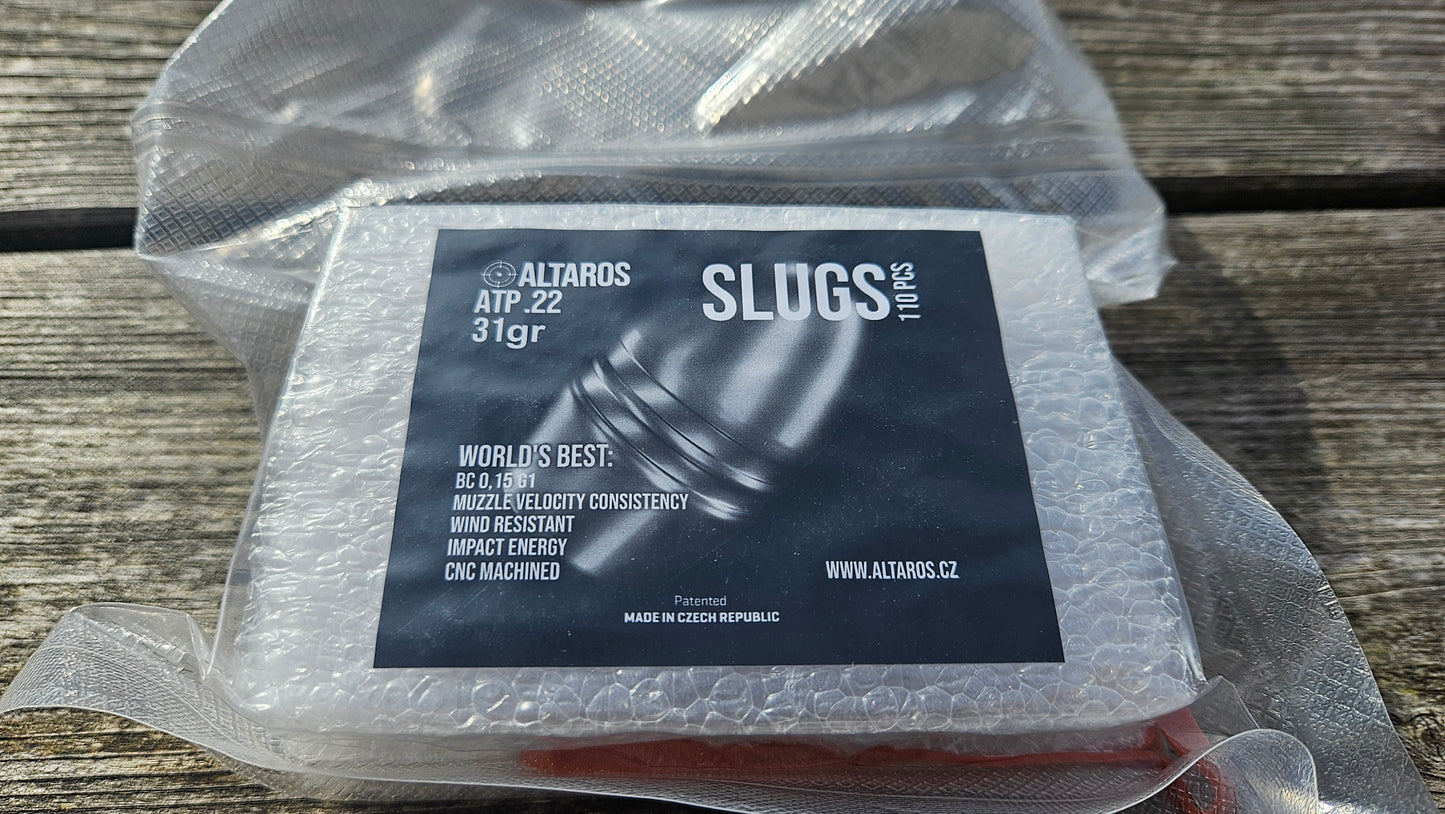 ALTAROS
ATP .22
31gr
SLUGS
110 PCS
WORLD'S BEST:
BC 0,15 G1
MUZZLE VELOCITY CONSISTENCY
WIND RESISTANT
IMPACT ENERGY
CNC MACHINED
WWW.ALTAROS.CZ
Patented
MADE IN CZECH REPUBLIC